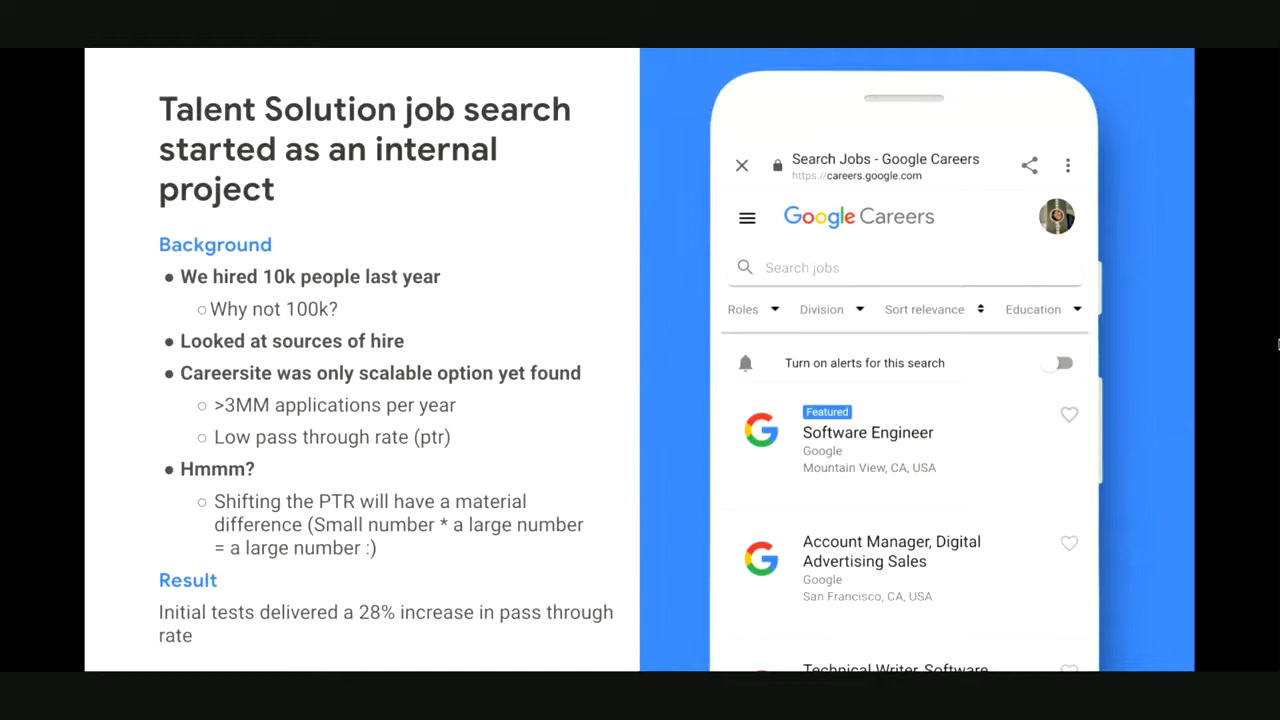 Talent Solution job search
started as an internal
project
Background
● We hired 10k people last year
○ Why not 100k?
● Looked at sources of hire
● Careersite was only scalable option yet found
○ >3MM applications per year
○ Low pass through rate (ptr)
● Hmmm?
○ Shifting the PTR will have a material
difference (Small number * a large number
= a large number :)
Result
Initial tests delivered a 28% increase in pass through
rate
Search Jobs - Google Careers
https://careers.google.com
Google Careers
Search jobs
Roles Division Sort relevance Education
Turn on alerts for this search
Featured
Software Engineer
Google
Mountain View, CA, USA
Account Manager, Digital
Advertising Sales
Google
San Francisco, CA, USA
Technical Writer, Software